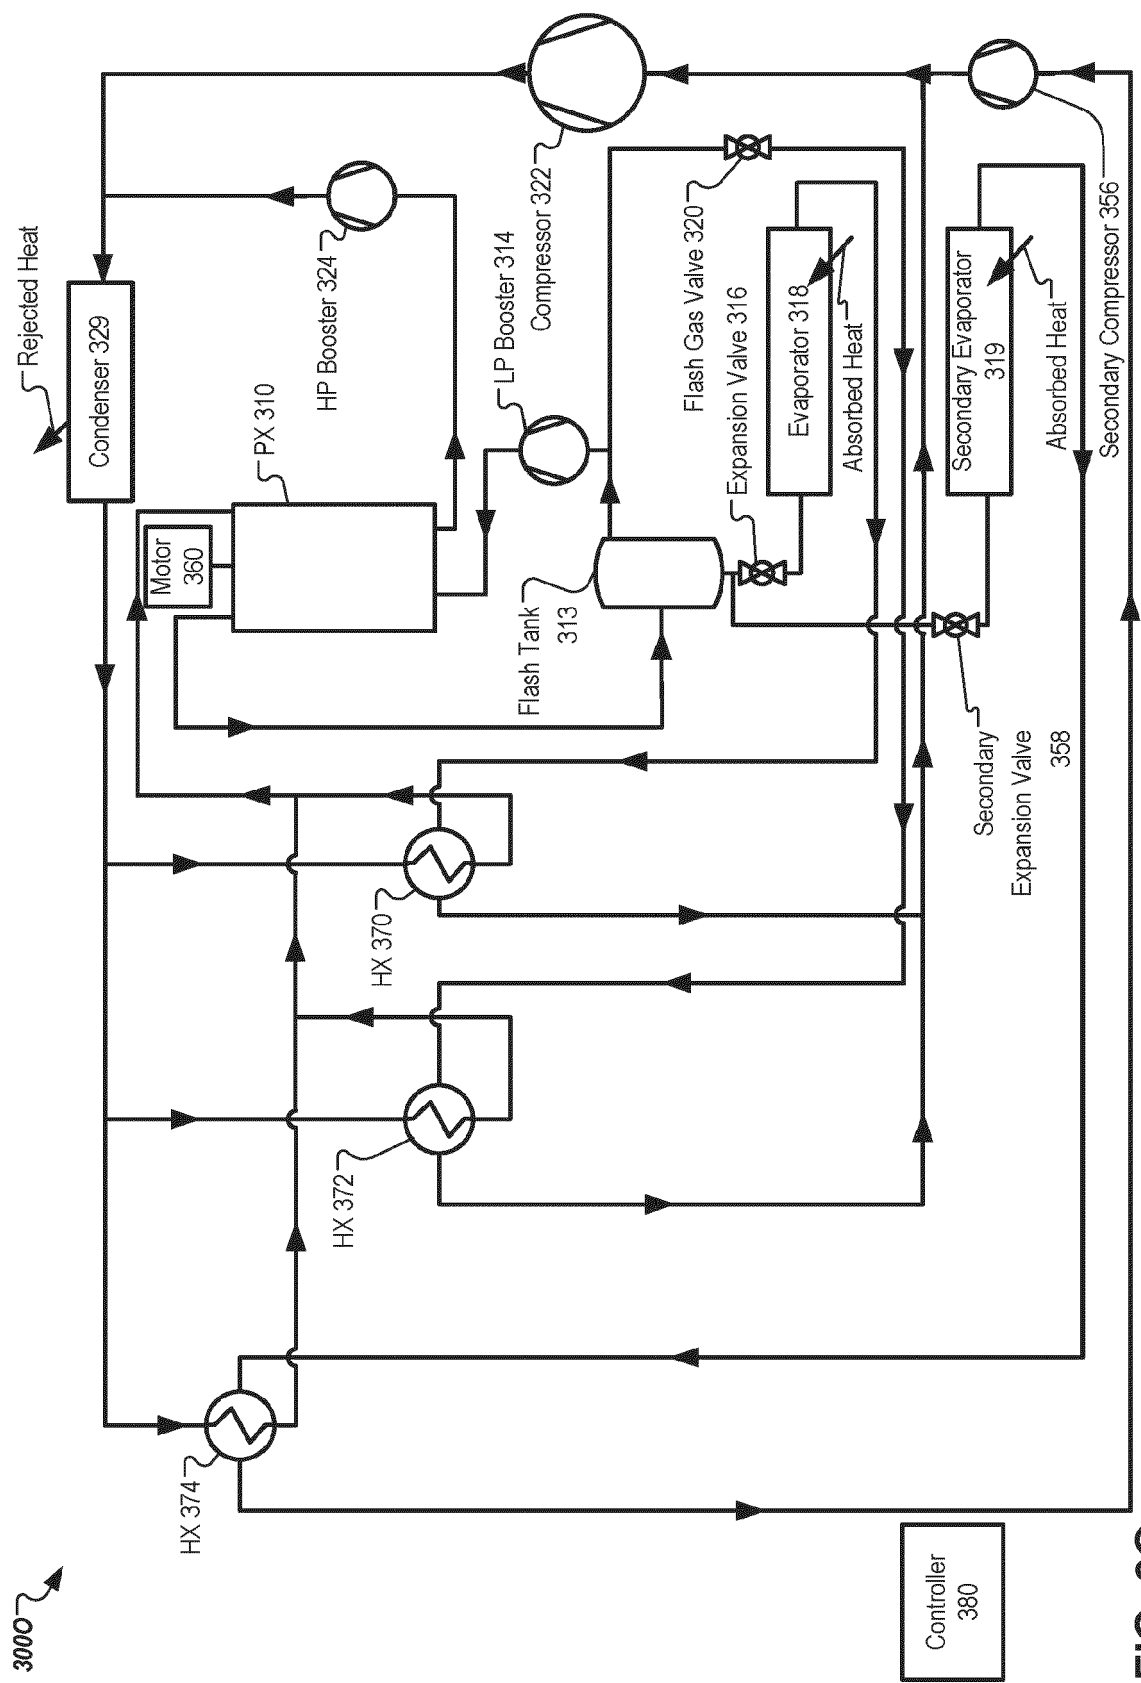 300O
Rejected Heat
Condenser 329
HP Booster 324
PX 310
Motor
360
LP Booster 314
Compressor 322
Flash Gas Valve 320
Expansion Valve 316
Evaporator 318
Absorbed Heat
Secondary Evaporator
319
Absorbed Heat
Secondary Compressor 356
Flash Tank
313
Secondary
Expansion Valve
358
HX 370
HX 372
HX 374
Controller
380